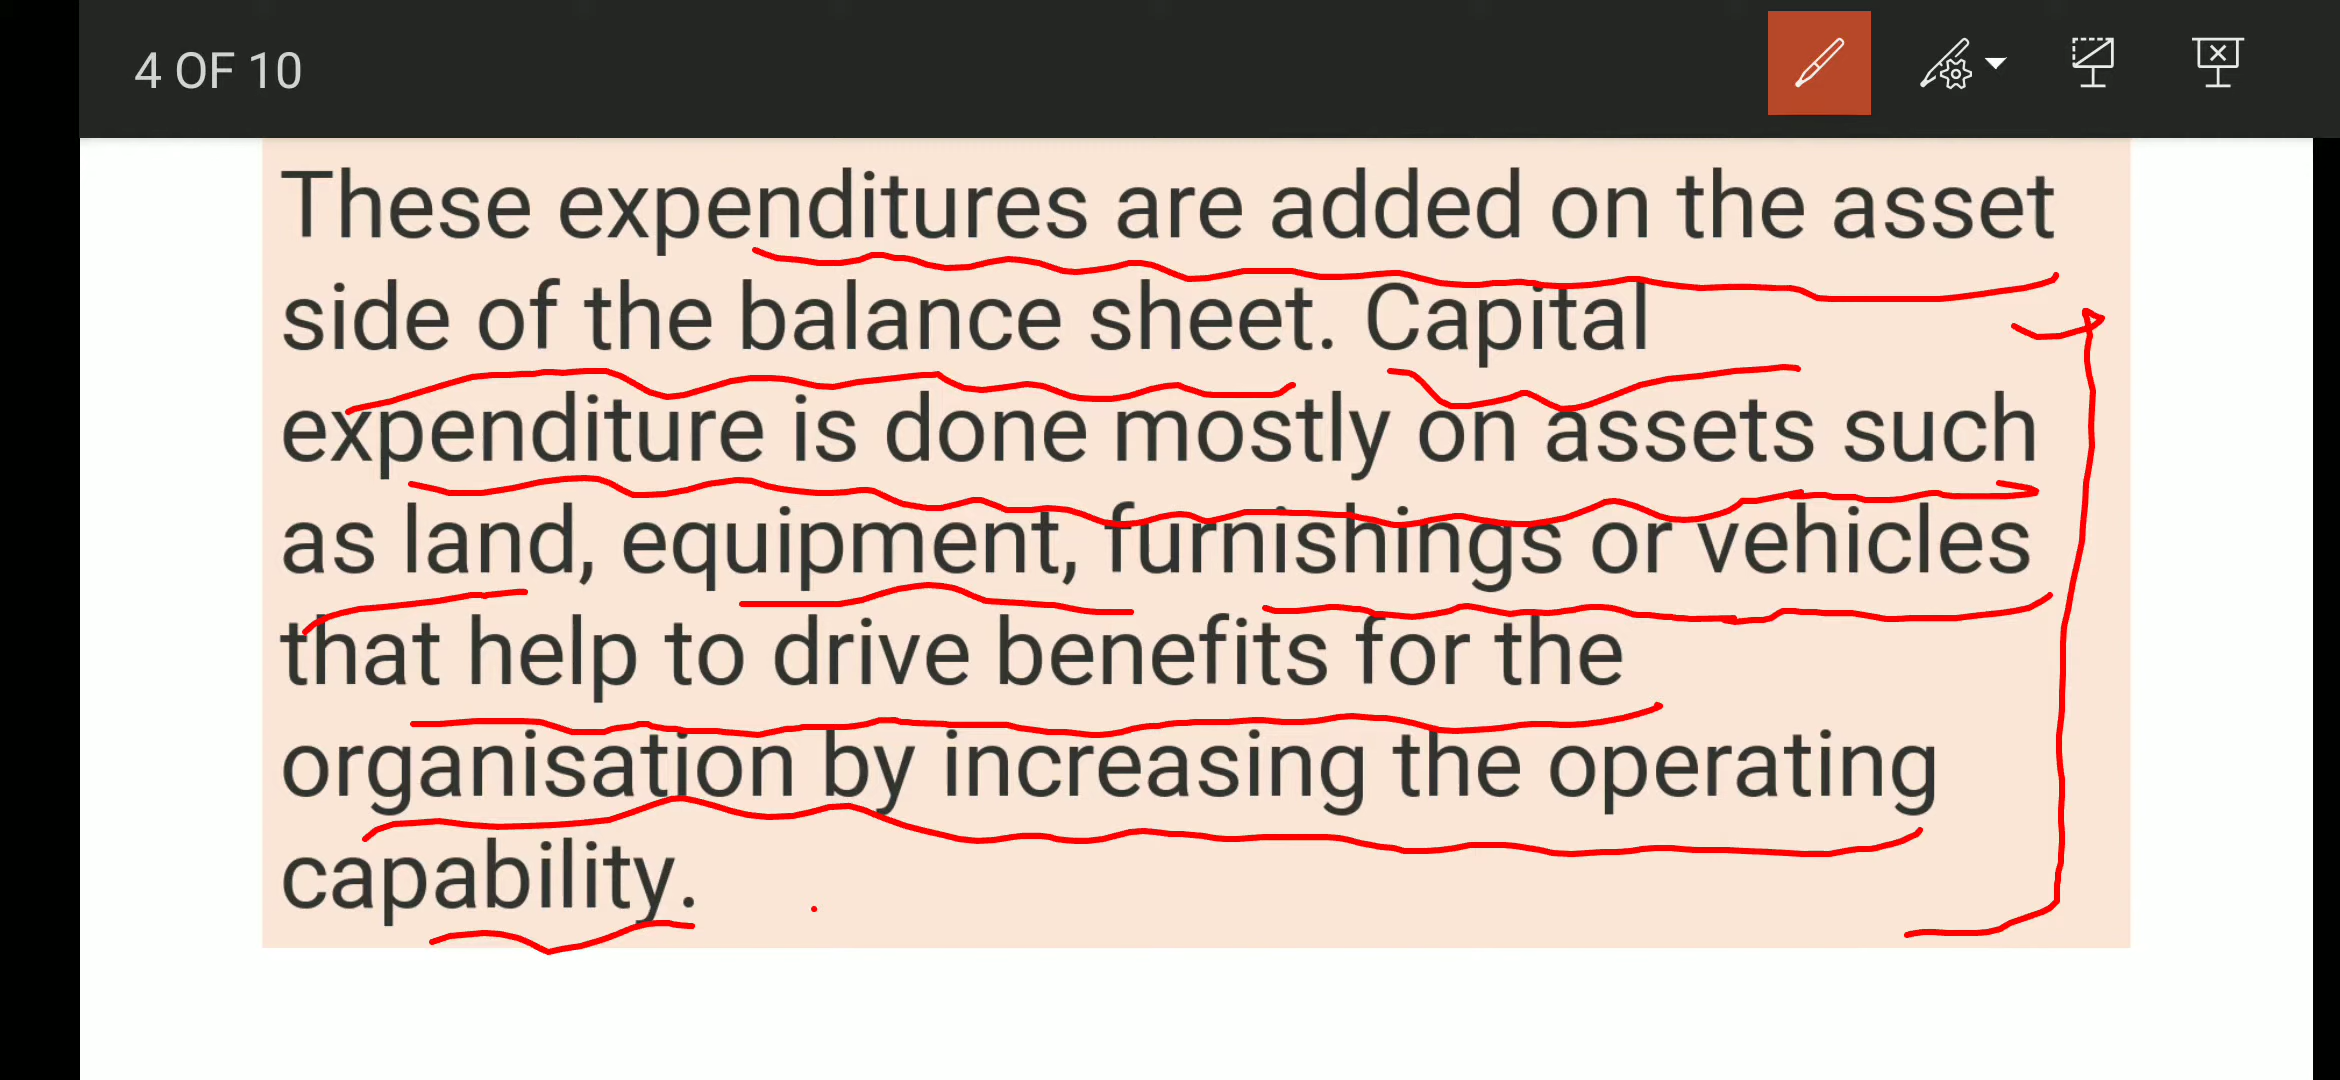 4 OF 10
These expenditures are added on the asset
side of the balance sheet. Capital
expenditure is done mostly on assets such
as land, equipment, furnishings or vehicles
that help to drive benefits for the
organisation by increasing the operating
capability.